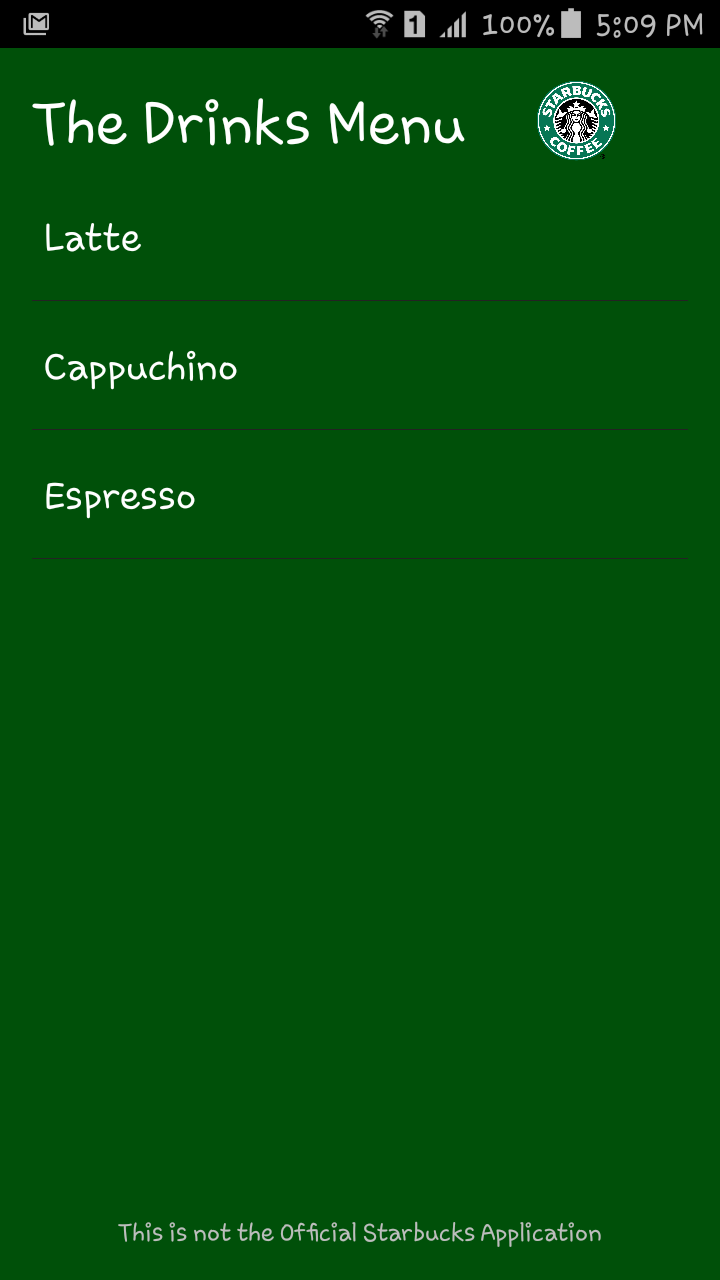 1 100% 5:09 PM
The Drinks Menu
STARBUCKS
COFFEE
Latte
Cappuchino
Espresso
This is not the Official Starbucks Application